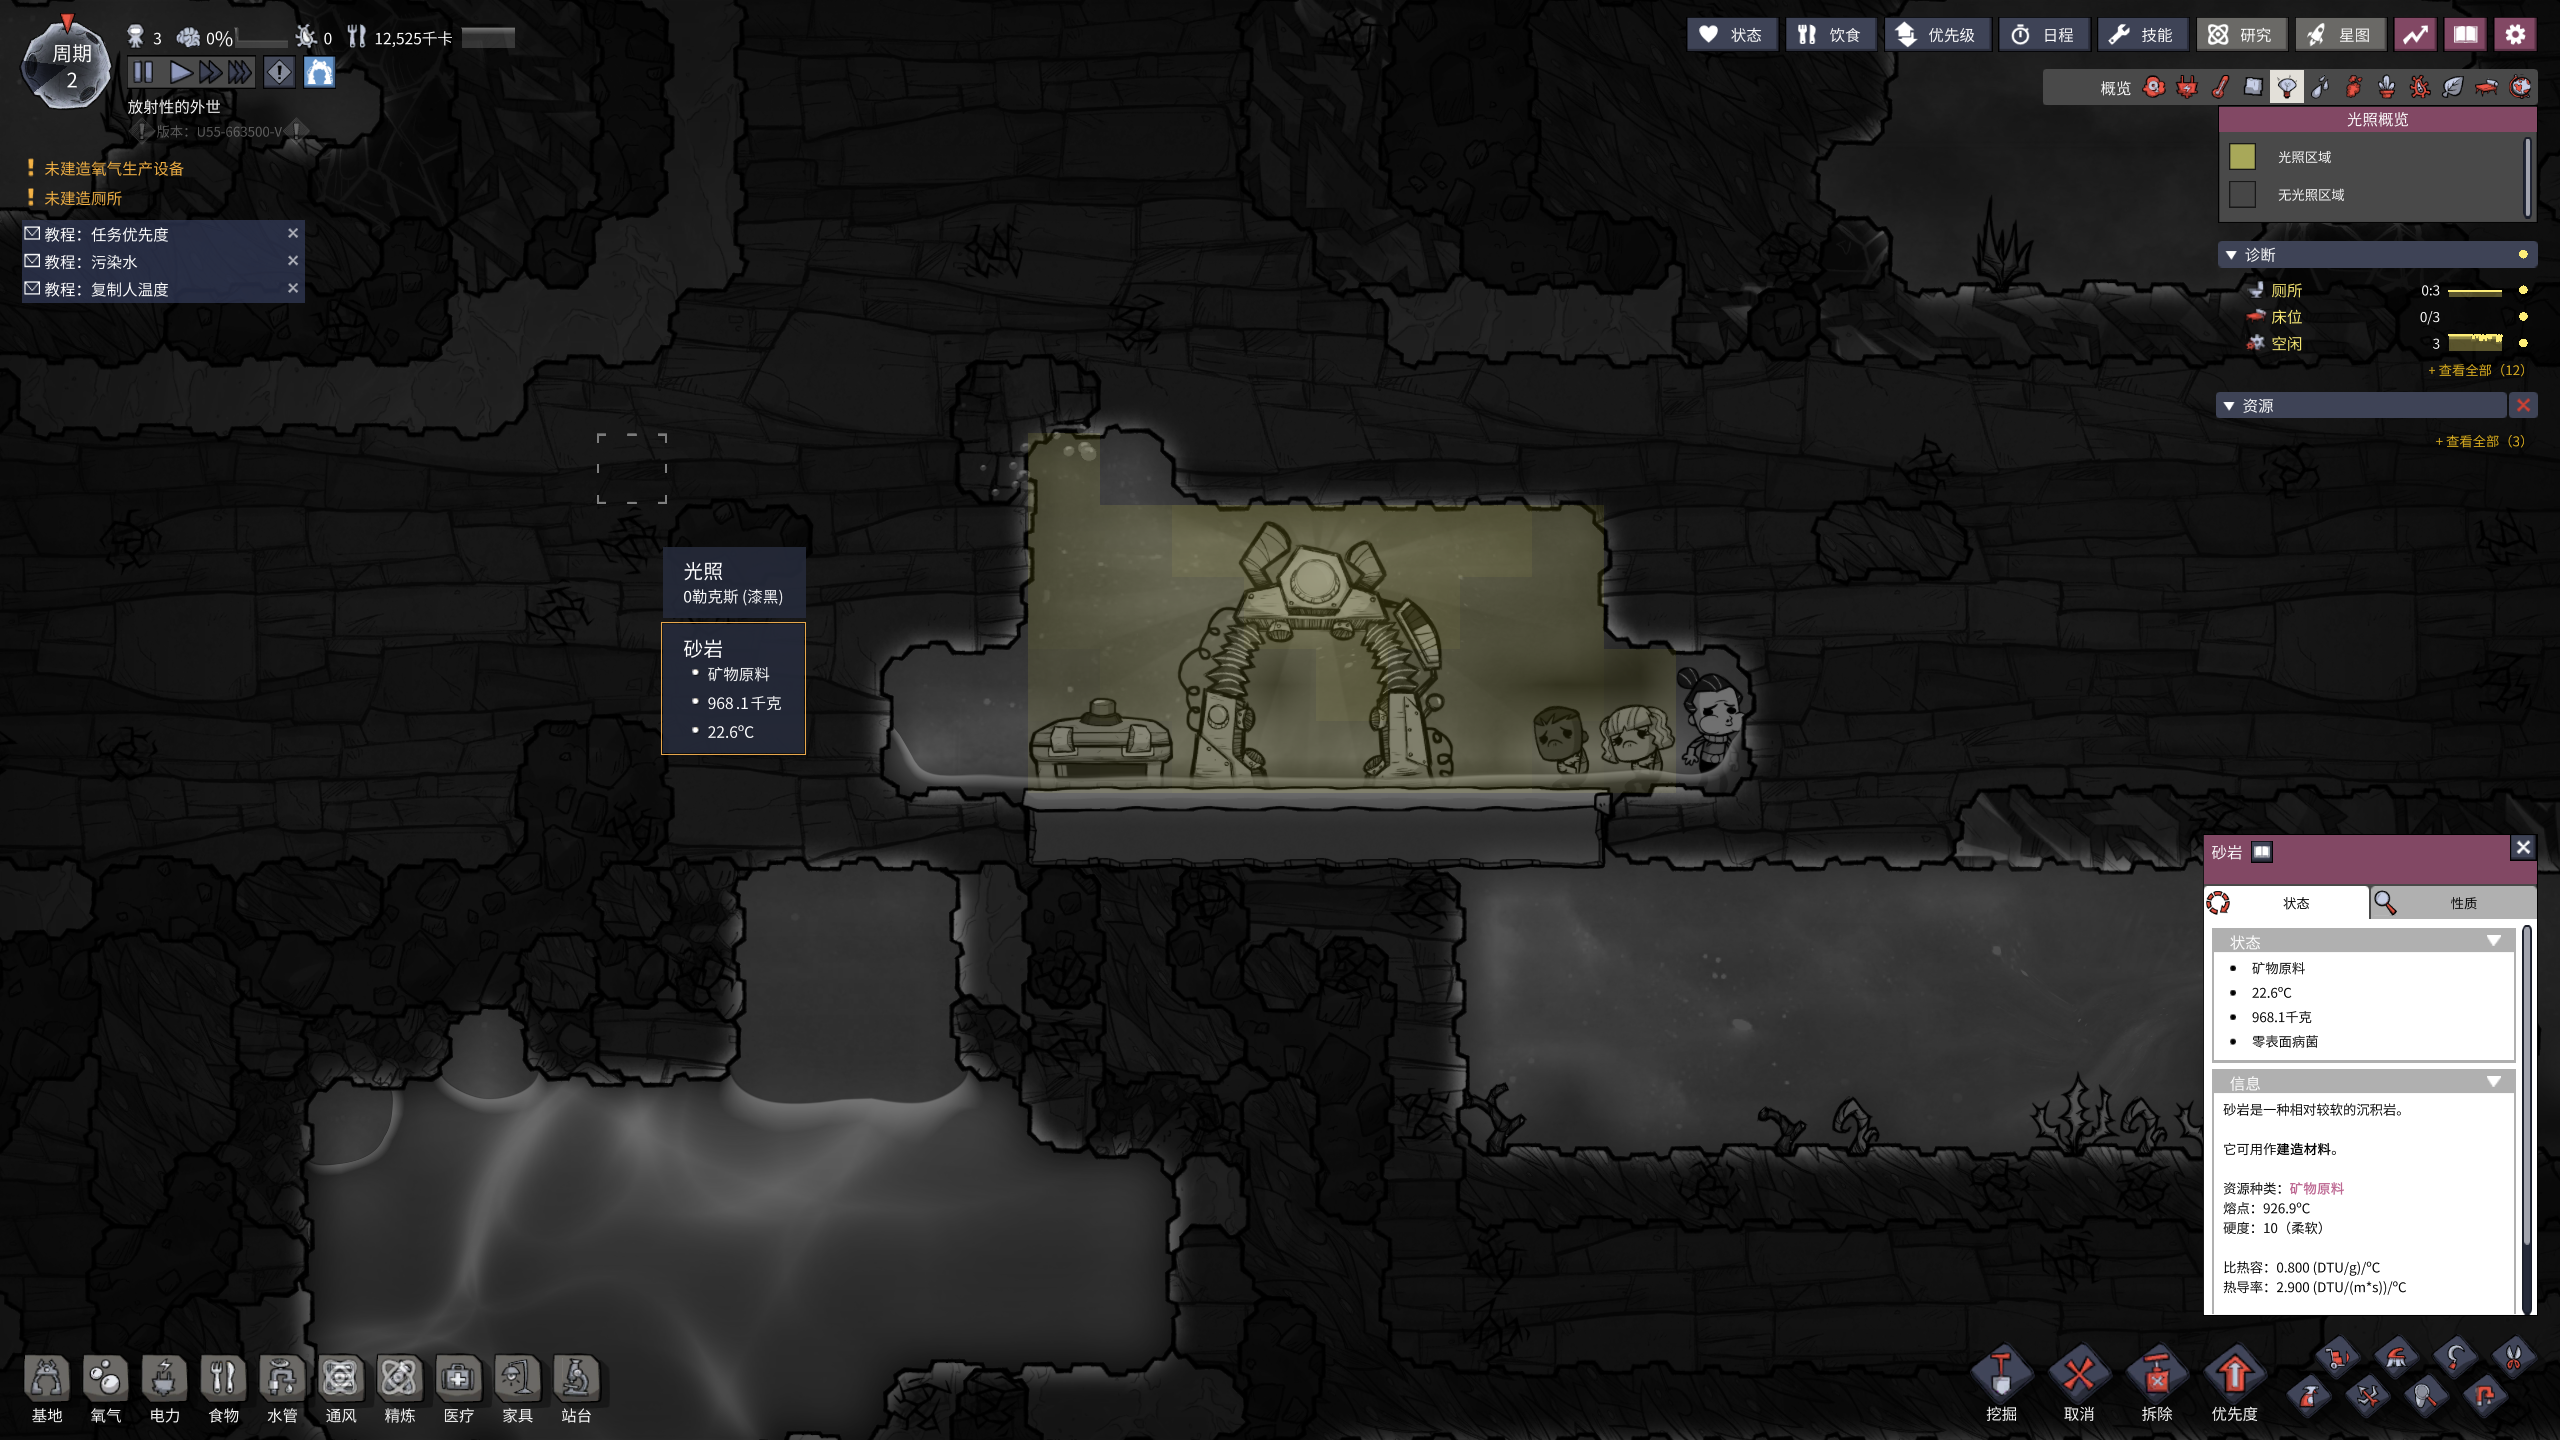 周期
2
3
0%
0
12,525千卡
放射性的外世
版本：U55-663500-V
未建造氧气生产设备
未建造厕所
教程：任务优先度
教程：污染水
教程：复制人温度
状态
饮食
优先级
日程
技能
研究
星图
概览
光照概览
光照区域
无光照区域
诊断
厕所 0:3
床位 0/3
空闲 3
+ 查看全部（12）
资源
+ 查看全部（3）
光照
0勒克斯 (漆黑)
砂岩
矿物原料
968.1千克
22.6ºC
砂岩
状态
性质
状态
矿物原料
22.6ºC
968.1千克
零表面病菌
信息
砂岩是一种相对较软的沉积岩。
它可用作建造材料。
资源种类：矿物原料
熔点：926.9ºC
硬度：10（柔软）
比热容：0.800 (DTU/g)/ºC
热导率：2.900 (DTU/(m*s))/ºC
基地
氧气
电力
食物
水管
通风
精炼
医疗
家具
站台
挖掘
取消
拆除
优先度